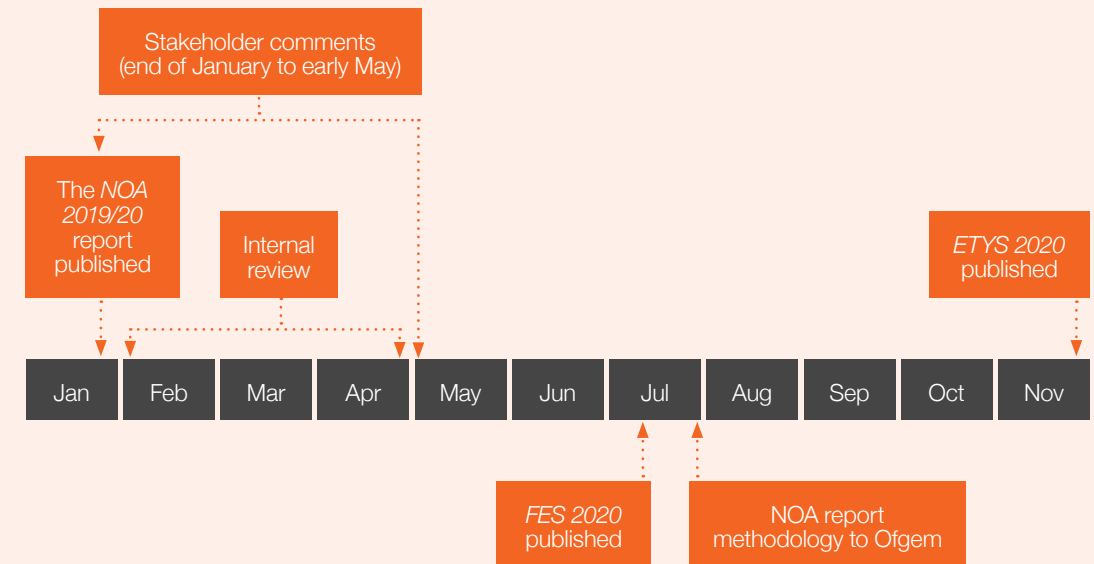 Stakeholder comments
(end of January to early May)
The NOA
2019/20
report
published
Internal
review
ETYS 2020
published
Jan
Feb
Mar
Apr
May
Jun
Jul
Aug
Sep
Oct
Nov
FES 2020
published
NOA report
methodology to Ofgem